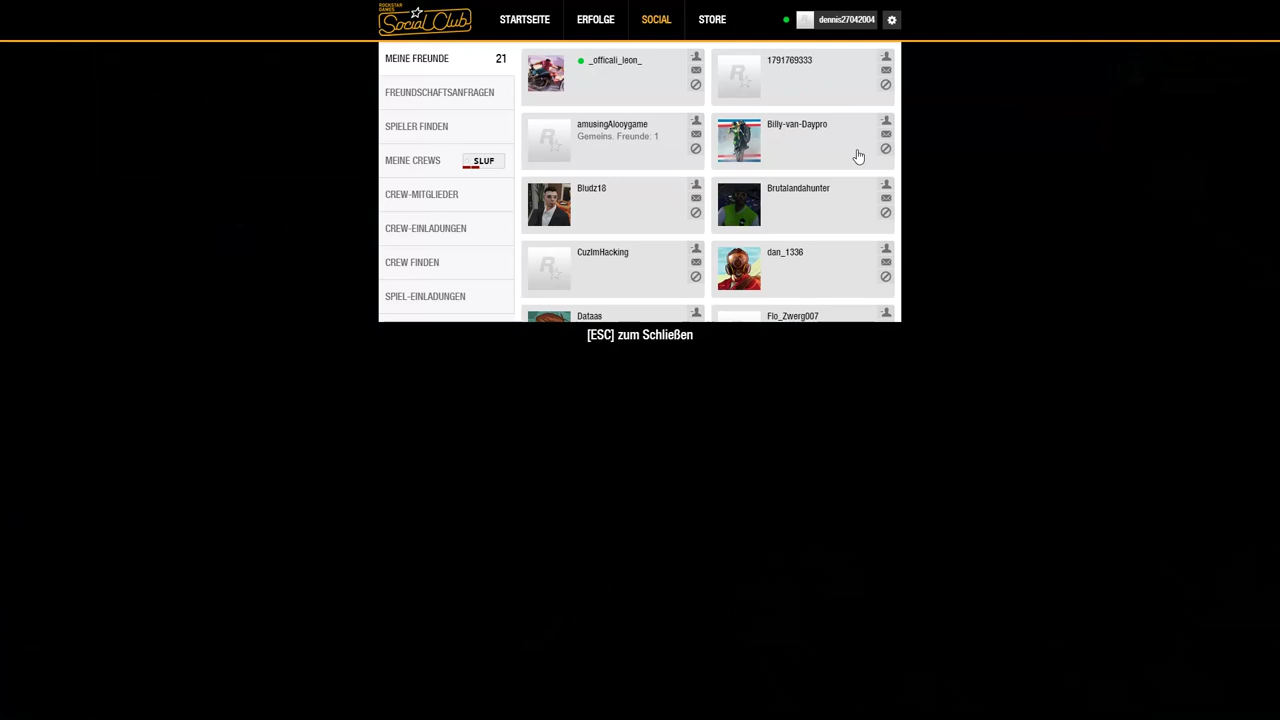 ROCKSTAR GAMES
Social Club
STARTSEITE
ERFOLGE
SOCIAL
STORE
dennis27042004
MEINE FREUNDE 21
FREUNDSCHAFTSANFRAGEN
SPIELER FINDEN
MEINE CREWS SLUF
CREW-MITGLIEDER
CREW-EINLADUNGEN
CREW FINDEN
SPIEL-EINLADUNGEN
_officali_leon_
1791769333
amusingAlooygame
Gemeins. Freunde: 1
Billy-van-Daypro
Bludz18
Brutalandahunter
CuzImHacking
dan_1336
Dataas
Flo_Zwerg007
[ESC] zum Schließen